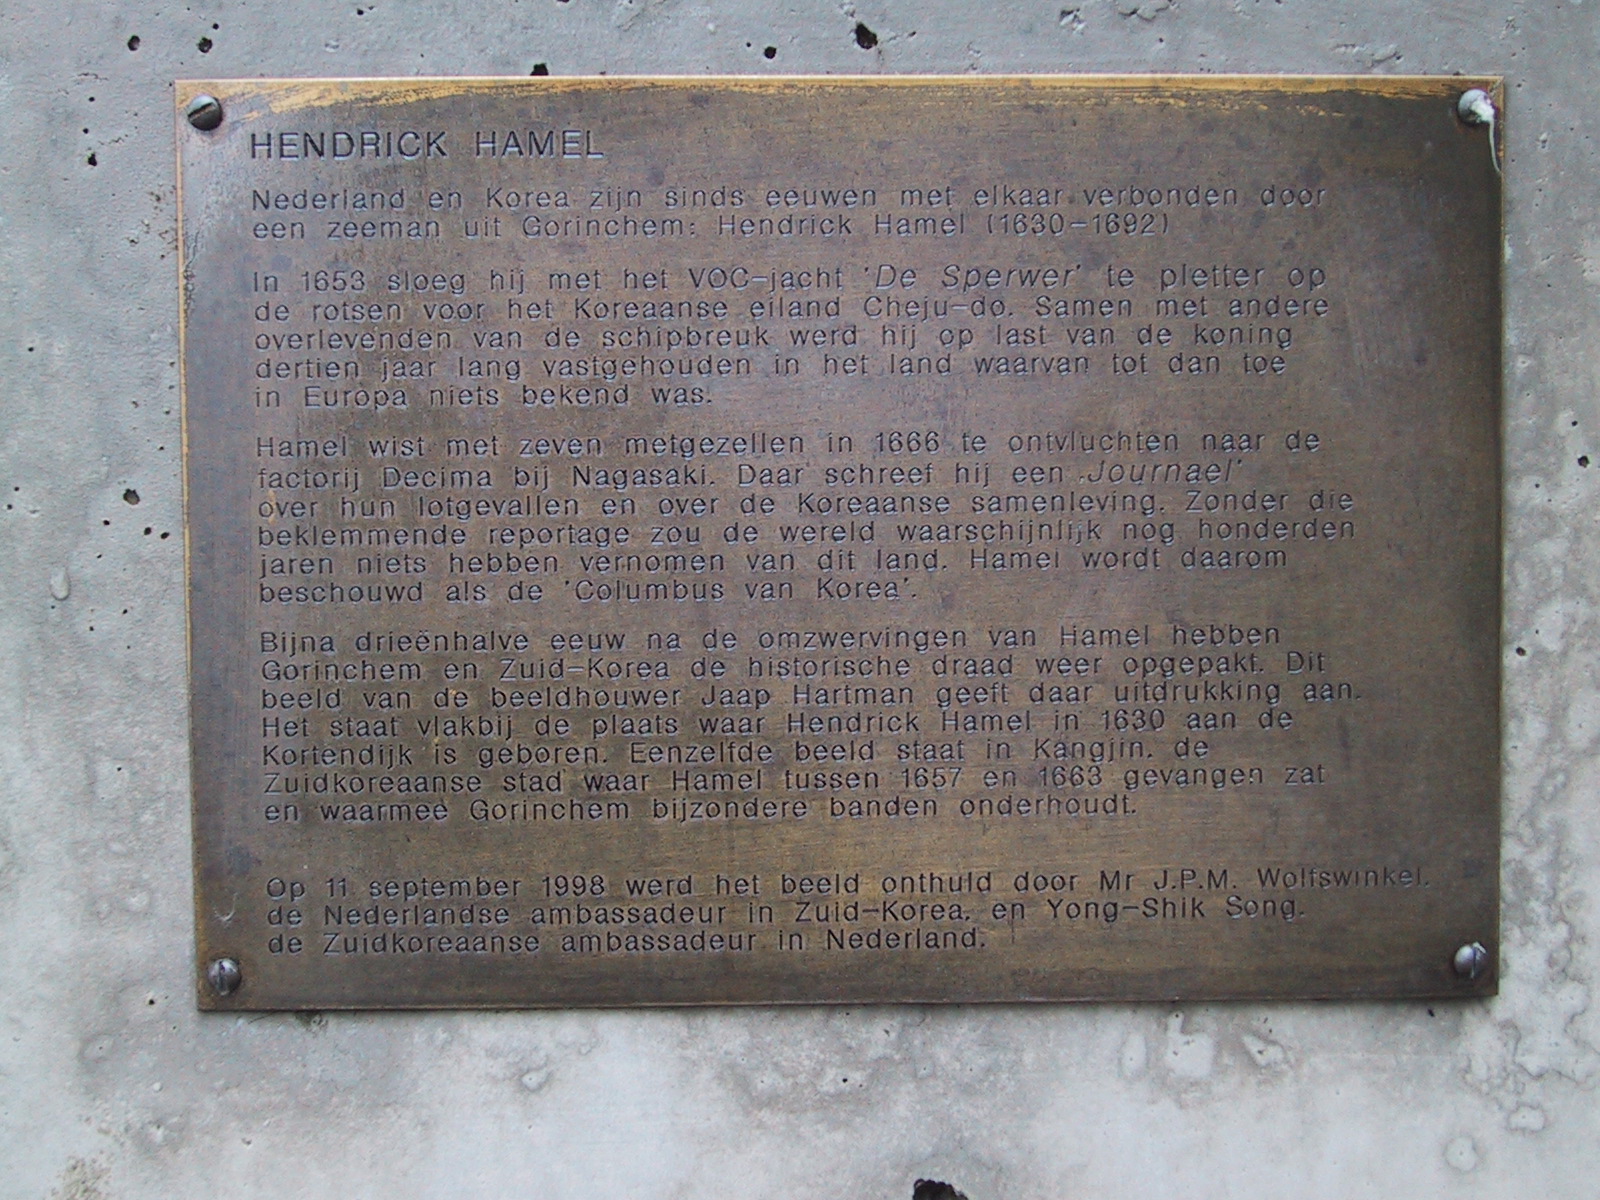 HENDRICK HAMEL
Nederland en Korea zijn sinds eeuwen met elkaar verbonden door
een zeeman uit Gorinchem: Hendrick Hamel (1630-1692)
In 1653 sloeg hij met het VOC-jacht 'De Sperwer' te pletter op
de rotsen voor het Koreaanse eiland Cheju-do. Samen met andere
overlevenden van de schipbreuk werd hij op last van de koning
dertien jaar lang vastgehouden in het land waarvan tot dan toe
in Europa niets bekend was.
Hamel wist met zeven metgezellen in 1666 te ontvluchten naar de
factorij Decima bij Nagasaki. Daar schreef hij een 'Journael'
over hun lotgevallen en over de Koreaanse samenleving. Zonder die
beklemmende reportage zou de wereld waarschijnlijk nog honderden
jaren niets hebben vernomen van dit land. Hamel wordt daarom
beschouwd als de 'Columbus van Korea'.
Bijna drieënhalve eeuw na de omzwervingen van Hamel hebben
Gorinchem en Zuid-Korea de historische draad weer opgepakt. Dit
beeld van de beeldhouwer Jaap Hartman geeft daar uitdrukking aan.
Het staat vlakbij de plaats waar Hendrick Hamel in 1630 aan de
Kortendijk is geboren. Eenzelfde beeld staat in Kangjin, de
Zuidkoreaanse stad waar Hamel tussen 1657 en 1663 gevangen zat
en waarmee Gorinchem bijzondere banden onderhoudt.
Op 11 september 1998 werd het beeld onthuld door Mr J.P.M. Wolfswinkel,
de Nederlandse ambassadeur in Zuid-Korea, en Yong-Shik Song,
de Zuidkoreaanse ambassadeur in Nederland.